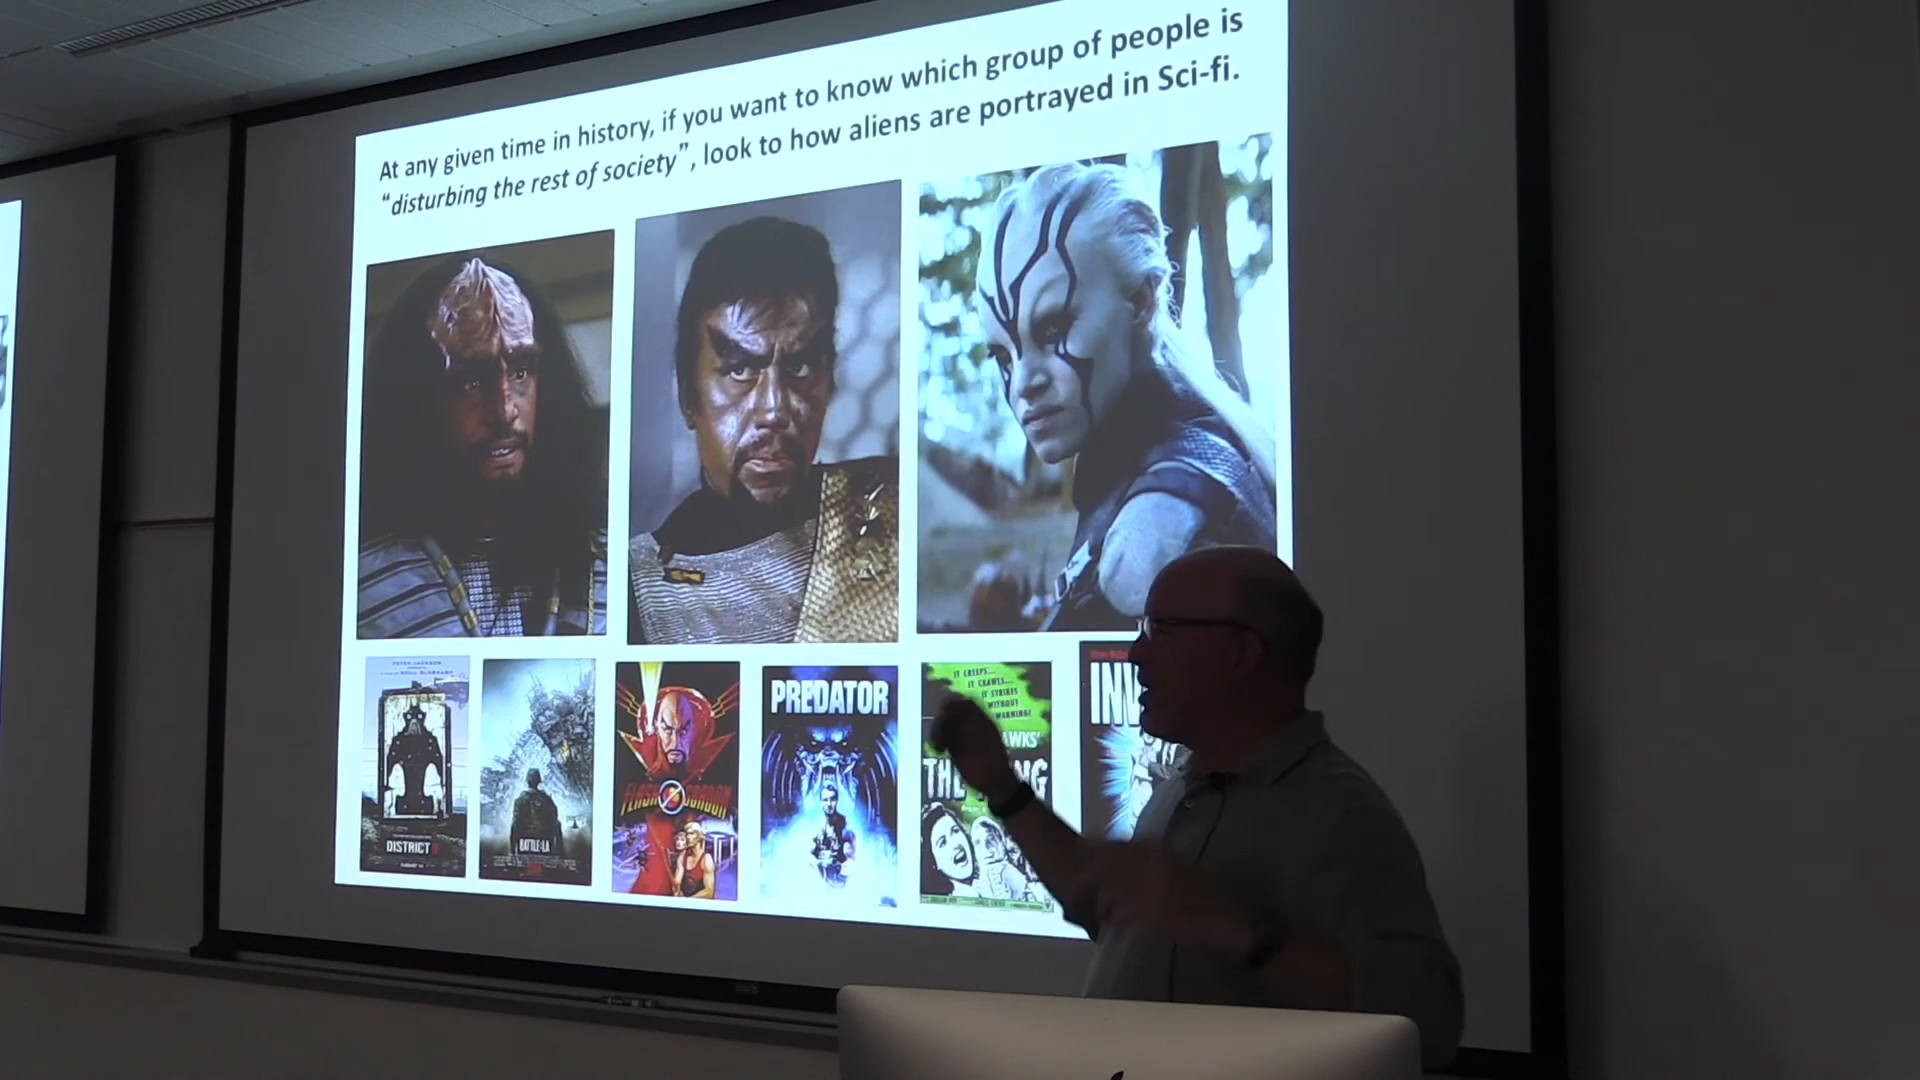 At any given time in history, if you want to know which group of people is
“disturbing the rest of society”, look to how aliens are portrayed in Sci-fi.
PETER JACKSON
DISTRICT 9
BATTLE: LA
FLASH GORDON
PREDATOR
IT CREEPS...
IT CRAWLS...
IT STRIKES
WITHOUT
WARNING!
AWKS'
THE
NG
INV